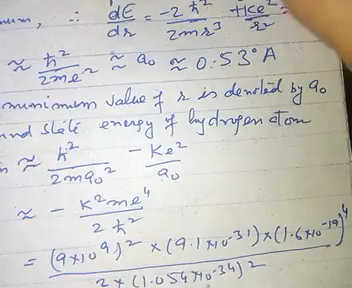 mum, ∴ dE/dr = -2ħ²/2mr³ + Ke²/r² =
≈ ħ²/2me² ≈ a₀ ≈ 0.53°A
minimum value of r is denoted by a₀
und state energy of hydrogen atom
≈ ħ²/2ma₀² - Ke²/a₀
≈ - K²me⁴/2ħ²
= (9×10⁹)² × (9.1×10⁻³¹) × (1.6×10⁻¹⁹)⁴ / 2 × (1.054×10⁻³⁴)²